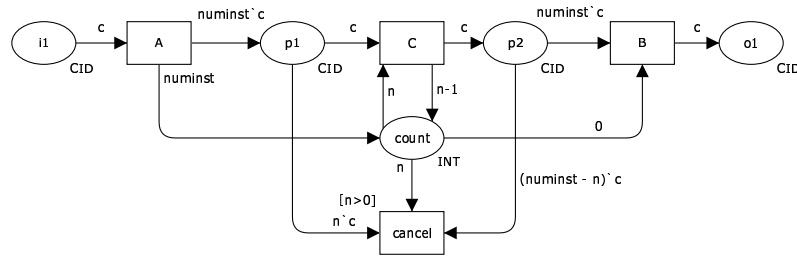 i1
c
A
numinst`c
p1
c
C
c
p2
numinst`c
B
c
o1
CID
CID
CID
CID
numinst
n
n-1
count
0
INT
n
(numinst - n)`c
[n>0]
n`c
cancel